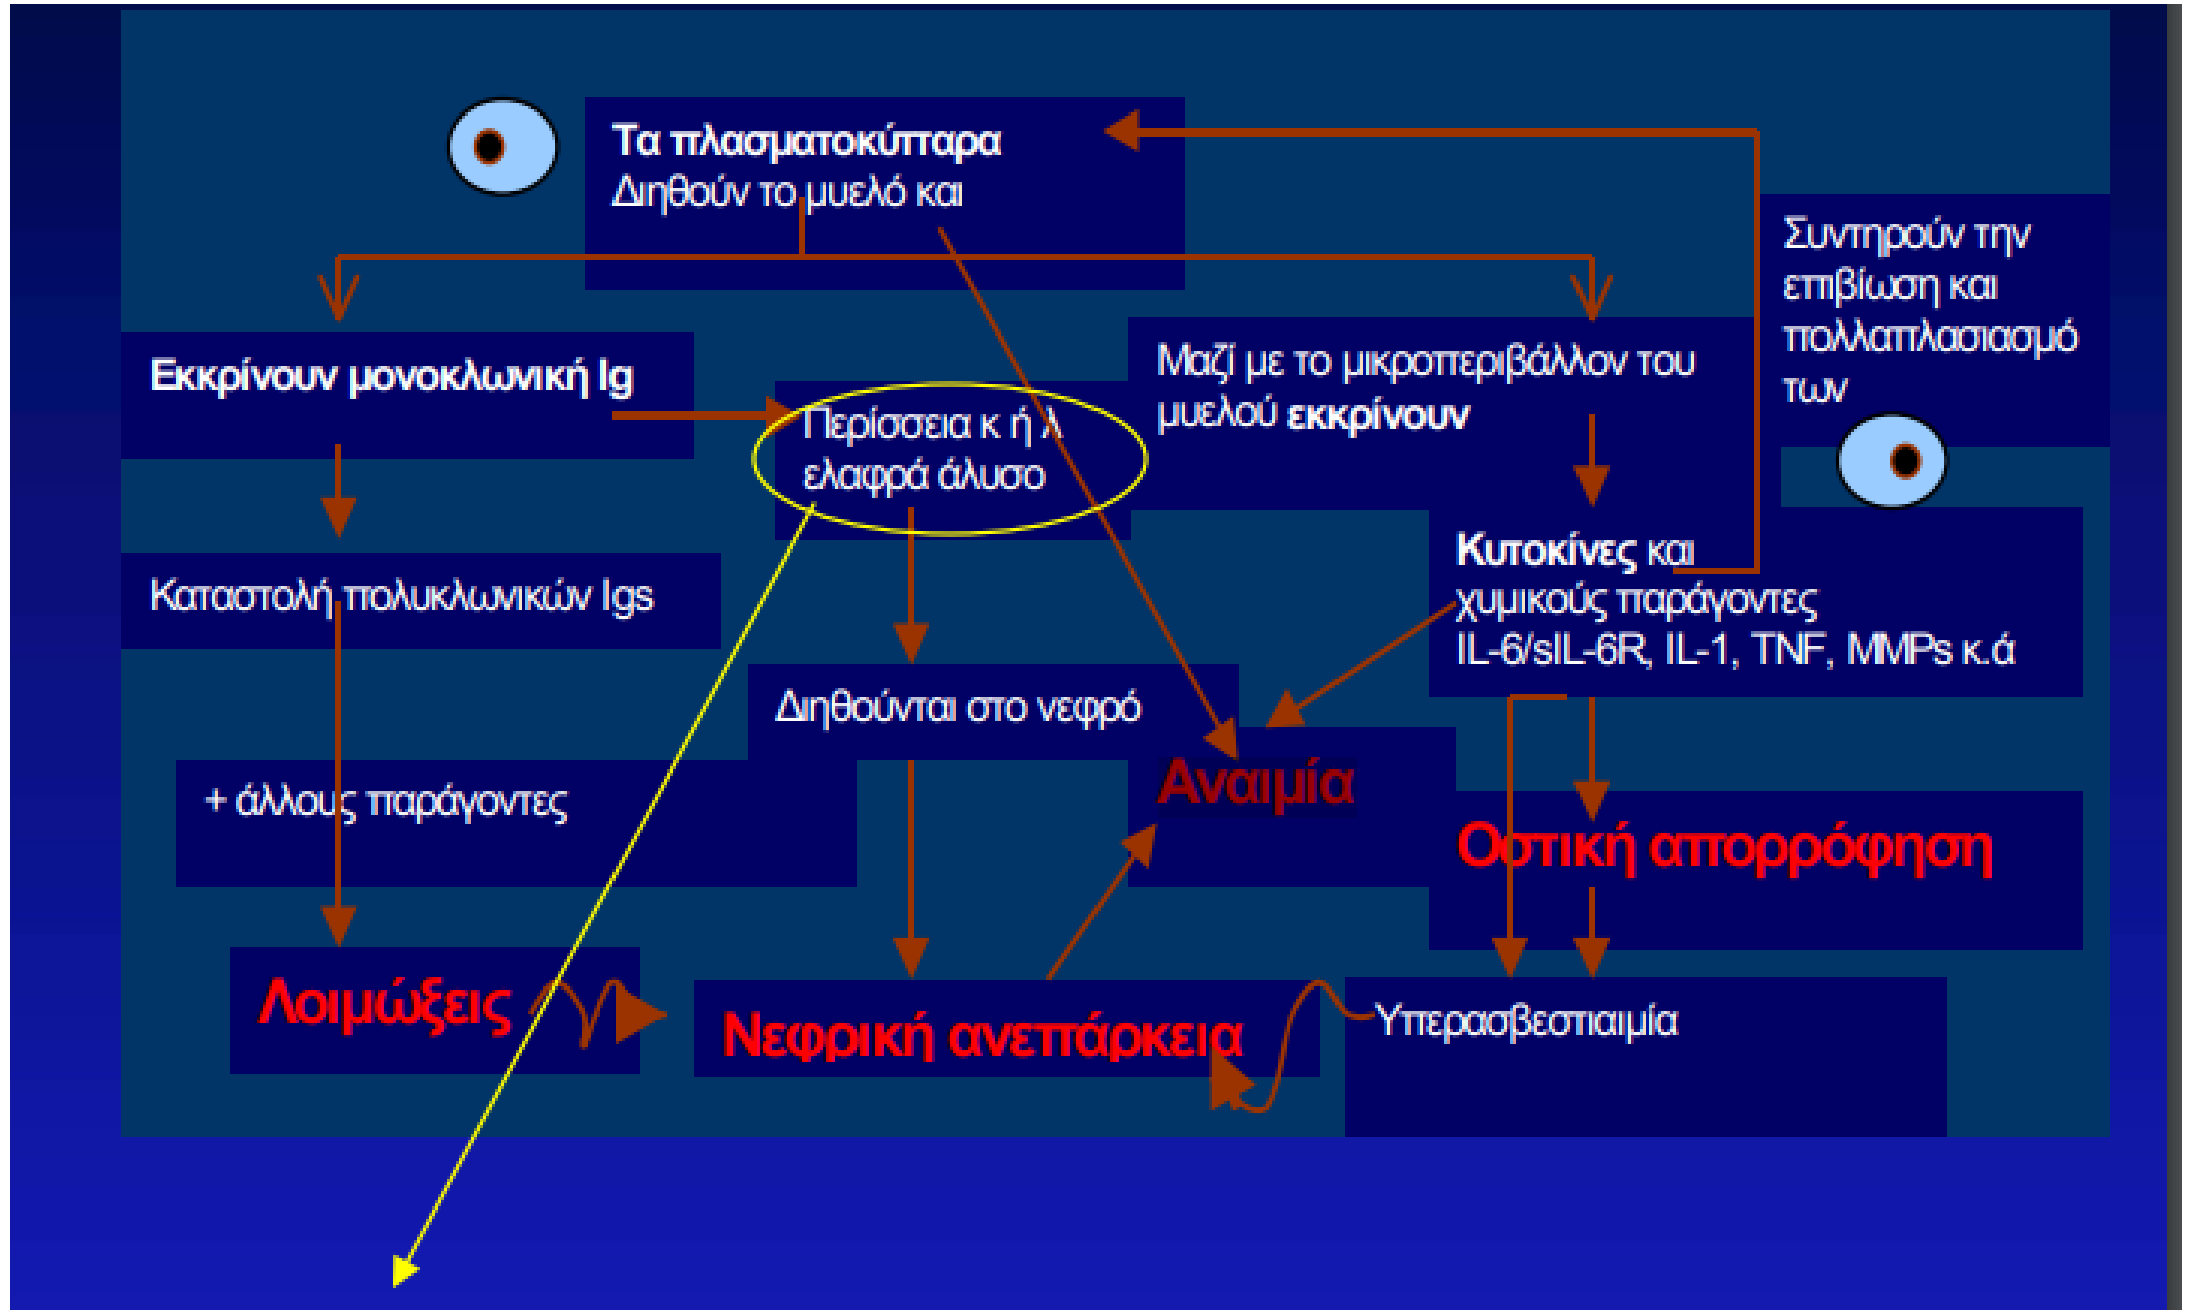 Τα πλασματοκύτταρα
Διηθούν το μυελό και
Συντηρούν την
επιβίωση και
πολλαπλασιασμό
των
Εκκρίνουν μονοκλωνική Ig
Περίσσεια κ ή λ
ελαφρά άλυσο
Μαζί με το μικροπεριβάλλον του
μυελού εκκρίνουν
Καταστολή πολυκλωνικών Igs
Κυτοκίνες και
χυμικούς παράγοντες
IL-6/sIL-6R, IL-1, TNF, MMPs κ.ά
Διηθούνται στο νεφρό
+ άλλους παράγοντες
Αναιμία
Οστική απορρόφηση
Λοιμώξεις
Νεφρική ανεπάρκεια
Υπερασβεστιαιμία